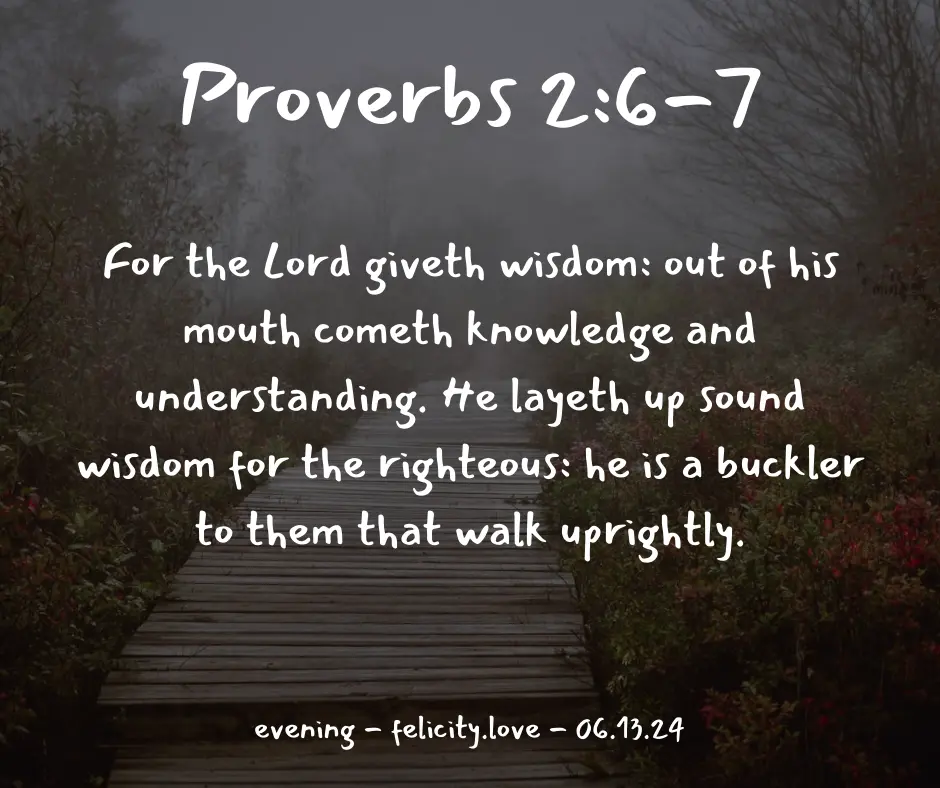 Proverbs 2:6-7
For the Lord giveth wisdom: out of his
mouth cometh knowledge and
understanding. He layeth up sound
wisdom for the righteous: he is a buckler
to them that walk uprightly.
evening - felicity.love - 06.13.24